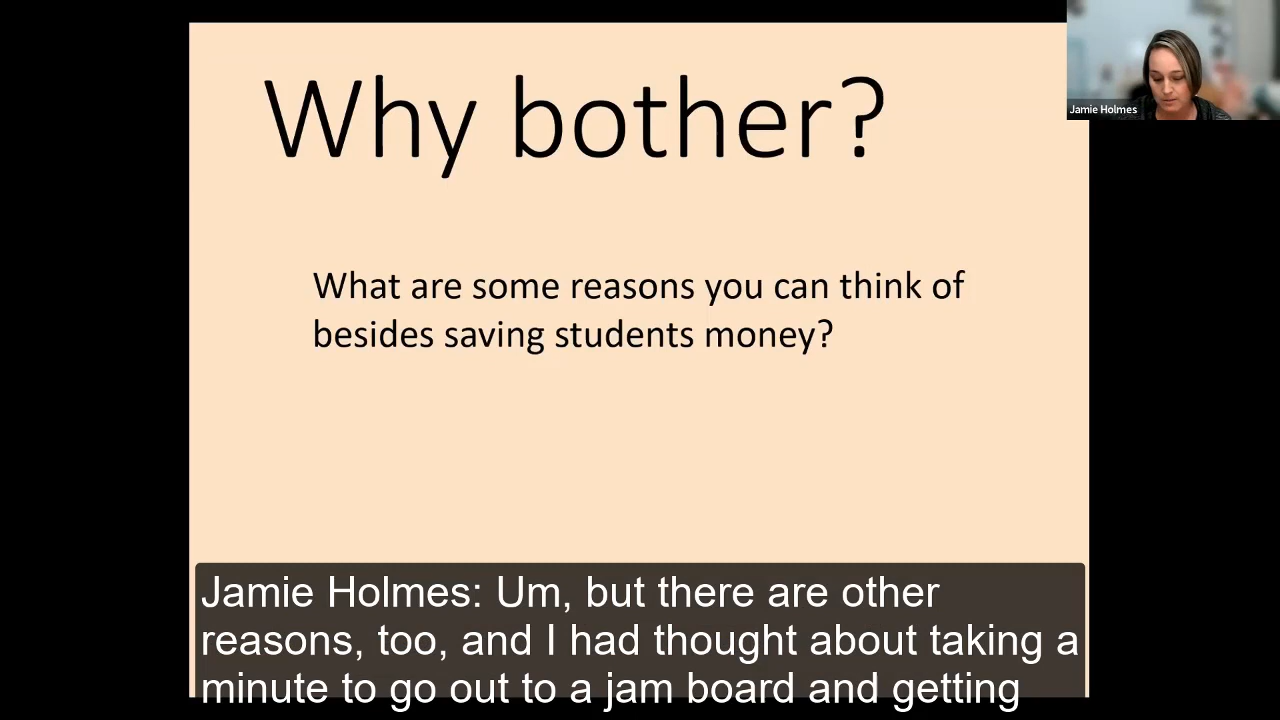 Why bother?
Jamie Holmes
What are some reasons you can think of
besides saving students money?
Jamie Holmes: Um, but there are other
reasons, too, and I had thought about taking a
minute to go out to a jam board and getting